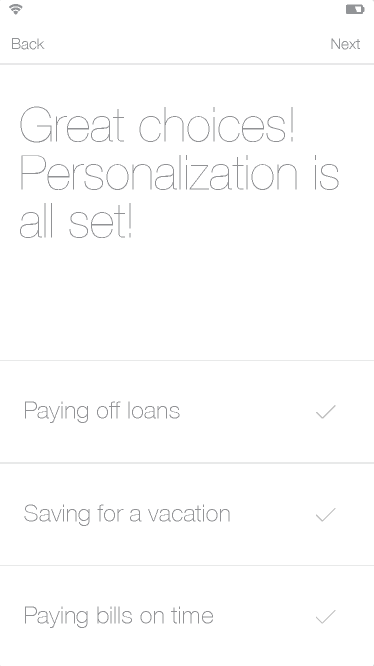 Back
Next
Great choices!
Personalization is
all set!
Paying off loans
Saving for a vacation
Paying bills on time